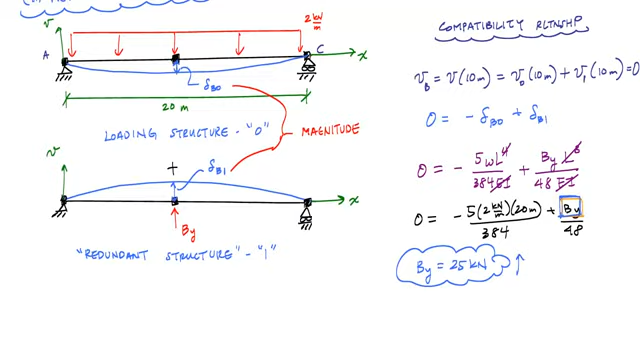 2 kN/m
v
A
C
x
δB0
20 m
LOADING STRUCTURE - "0"
MAGNITUDE
v
+
δB1
x
By
"REDUNDANT STRUCTURE" - "1"
COMPATIBILITY RLTNSHP
vB = v(10m) = v0(10m) + v1(10m) = 0
0 = - δB0 + δB1
0 = - 5wL⁴/384EI + By L³/48EI
0 = - 5(2 kN/m)(20m)/384 + By/48
By = 25 kN ↑